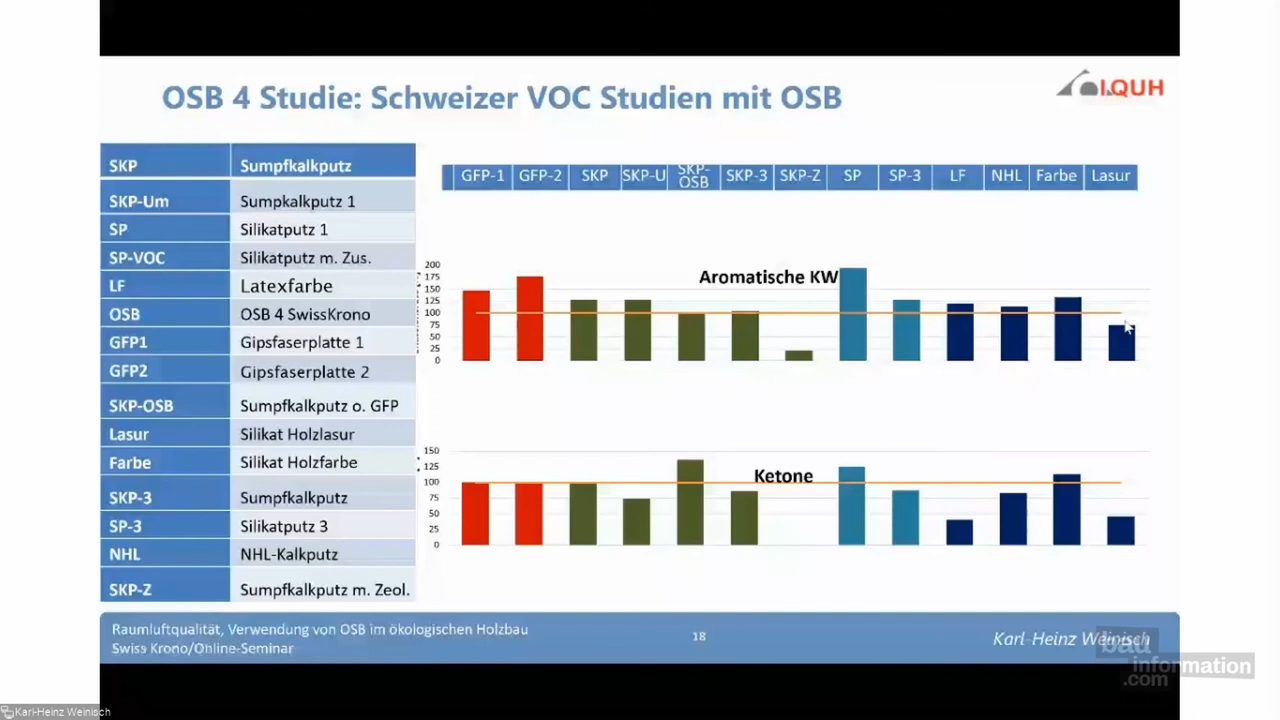 OSB 4 Studie: Schweizer VOC Studien mit OSB
IQUH
SKP Sumpfkalkputz
SKP-Um Sumpkalkputz 1
SP Silikatputz 1
SP-VOC Silikatputz m. Zus.
LF Latexfarbe
OSB OSB 4 SwissKrono
GFP1 Gipsfaserplatte 1
GFP2 Gipsfaserplatte 2
SKP-OSB Sumpfkalkputz o. GFP
Lasur Silikat Holzlasur
Farbe Silikat Holzfarbe
SKP-3 Sumpfkalkputz
SP-3 Silikatputz 3
NHL NHL-Kalkputz
SKP-Z Sumpfkalkputz m. Zeol.
GFP-1 GFP-2 SKP SKP-U SKP-OSB SKP-3 SKP-Z SP SP-3 LF NHL Farbe Lasur
Aromatische KW
200
175
150
125
100
75
50
25
0
Ketone
150
125
100
75
50
25
0
Raumluftqualität, Verwendung von OSB im ökologischen Holzbau
Swiss Krono/Online-Seminar
18
Karl-Heinz Weinisch
bau
information
.com
Karl-Heinz Weinisch